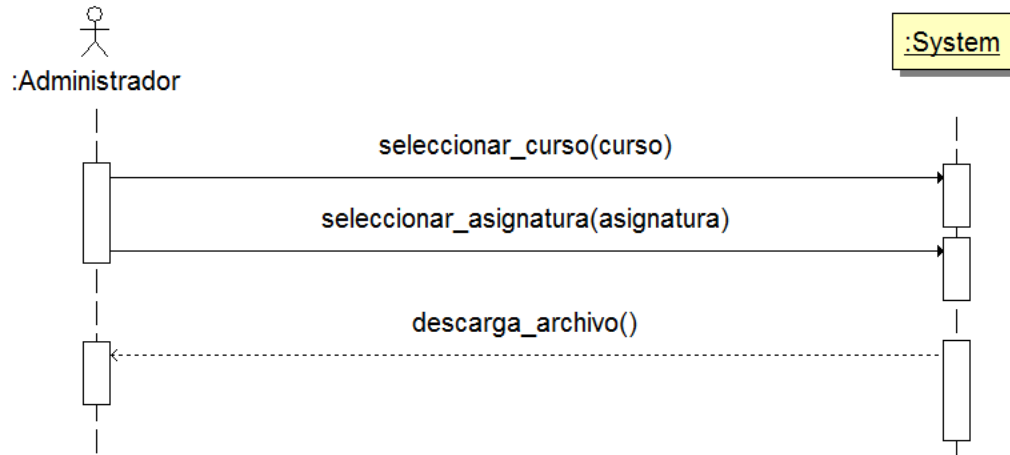 :System
:Administrador
seleccionar_curso(curso)
seleccionar_asignatura(asignatura)
descarga_archivo()